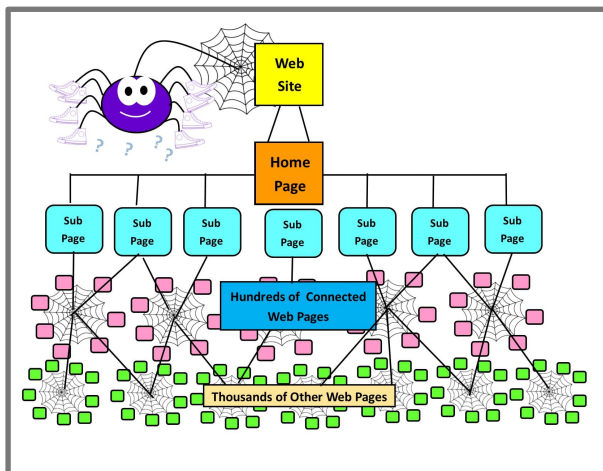 Web
Site
? ? ? ?
Home
Page
Sub
Page
Sub
Page
Sub
Page
Sub
Page
Sub
Page
Sub
Page
Sub
Page
Hundreds of Connected
Web Pages
Thousands of Other Web Pages